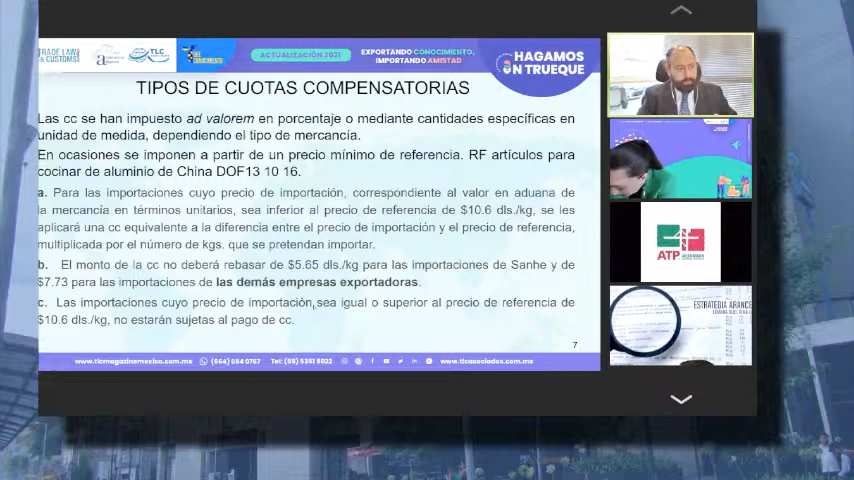 TRADE LAW
& CUSTOMS
TLC
CONOCIMIENTO
ACTUALIZACIÓN 2021
EXPORTANDO CONOCIMIENTO,
IMPORTANDO AMISTAD
HAGAMOS
UN TRUEQUE
TIPOS DE CUOTAS COMPENSATORIAS
Las cc se han impuesto ad valorem en porcentaje o mediante cantidades específicas en
unidad de medida, dependiendo el tipo de mercancía.
En ocasiones se imponen a partir de un precio mínimo de referencia. RF artículos para
cocinar de aluminio de China DOF13 10 16.
a. Para las importaciones cuyo precio de importación, correspondiente al valor en aduana de
la mercancía en términos unitarios, sea inferior al precio de referencia de $10.6 dls./kg, se les
aplicará una cc equivalente a la diferencia entre el precio de importación y el precio de referencia,
multiplicada por el número de kgs. que se pretendan importar.
b. El monto de la cc no deberá rebasar de $5.65 dls./kg para las importaciones de Sanhe y de
$7.73 para las importaciones de las demás empresas exportadoras.
c. Las importaciones cuyo precio de importación, sea igual o superior al precio de referencia de
$10.6 dls./kg, no estarán sujetas al pago de cc.
7
www.tlcmagazinemexico.com.mx
www.tlcasociados.com.mx
ATP
ESTRATEGIA ARANCE